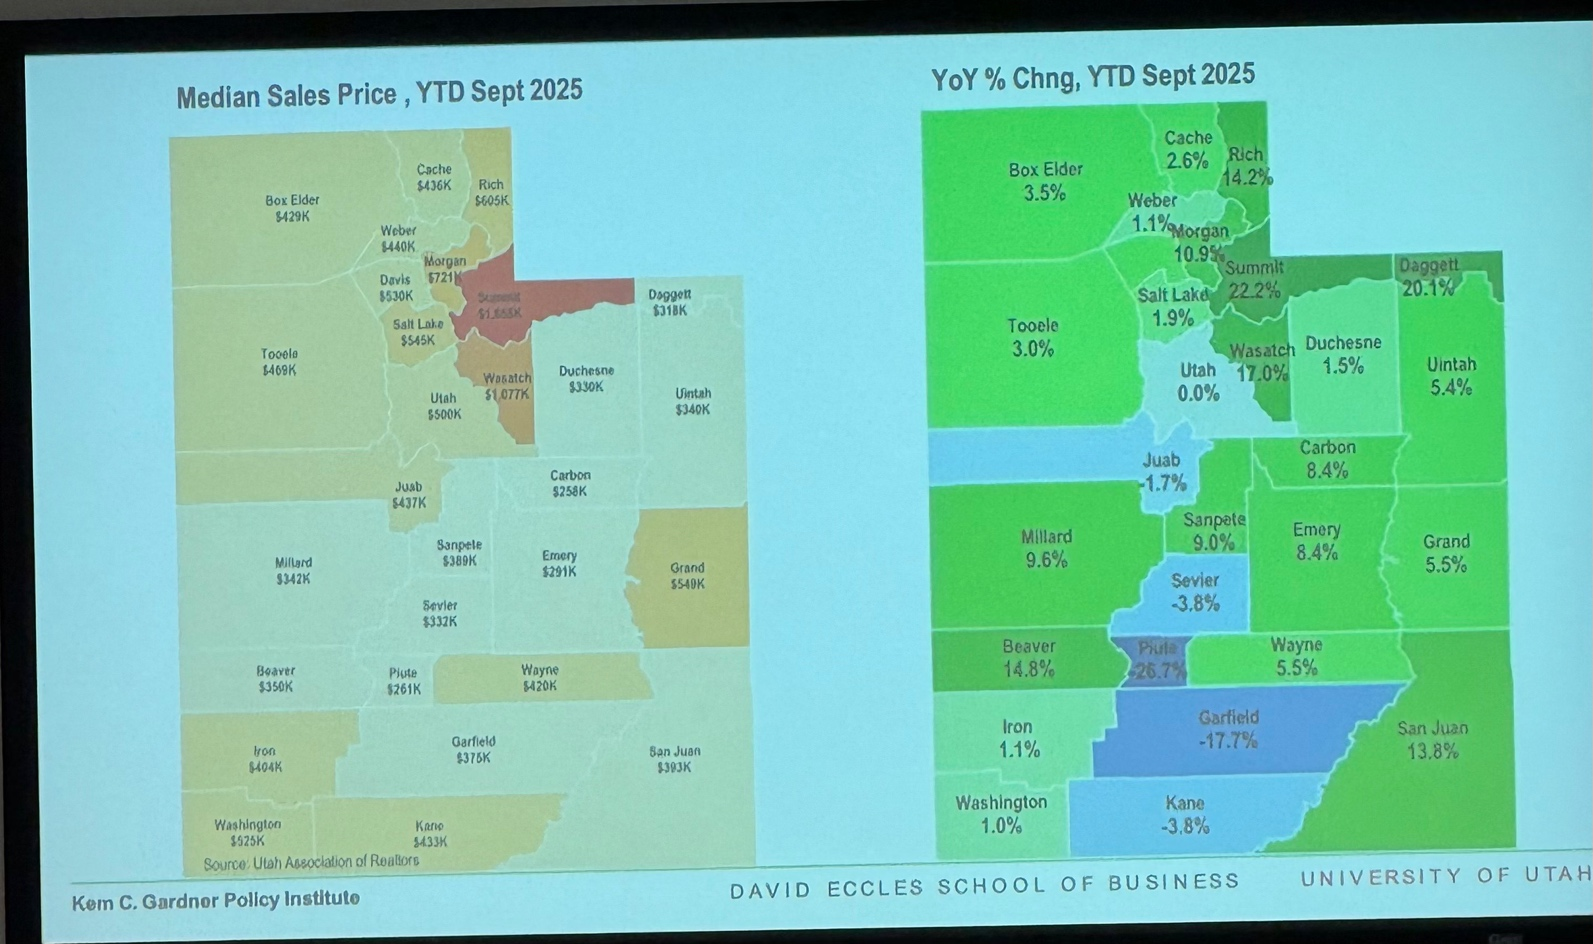 Median Sales Price , YTD Sept 2025
Cache
$436K
Rich
$605K
Box Elder
$429K
Weber
$440K
Morgan
$721K
Davis
$530K
Summit
Daggett
$318K
Salt Lake
$545K
Tooele
$469K
Wasatch
$1,077K
Duchesne
$330K
Utah
$500K
Uintah
$340K
Juab
$437K
Carbon
$258K
Sanpete
$389K
Emery
$291K
Millard
$342K
Grand
$549K
Sevier
$332K
Beaver
$350K
Piute
$261K
Wayne
$420K
Iron
$404K
Garfield
$375K
San Juan
$393K
Washington
$525K
Kane
$433K
Source: Utah Association of Realtors
YoY % Chng, YTD Sept 2025
Cache
2.6%
Rich
14.2%
Box Elder
3.5%
Weber
1.1%
Morgan
10.9%
Summit
22.2%
Daggett
20.1%
Salt Lake
1.9%
Tooele
3.0%
Utah
0.0%
Wasatch
17.0%
Duchesne
1.5%
Uintah
5.4%
Juab
-1.7%
Carbon
8.4%
Millard
9.6%
Sanpete
9.0%
Emery
8.4%
Grand
5.5%
Sevier
-3.8%
Beaver
14.8%
Piute
-26.7%
Wayne
5.5%
Iron
1.1%
Garfield
-17.7%
San Juan
13.8%
Washington
1.0%
Kane
-3.8%
Kem C. Gardner Policy Institute
DAVID ECCLES SCHOOL OF BUSINESS
UNIVERSITY OF UTAH